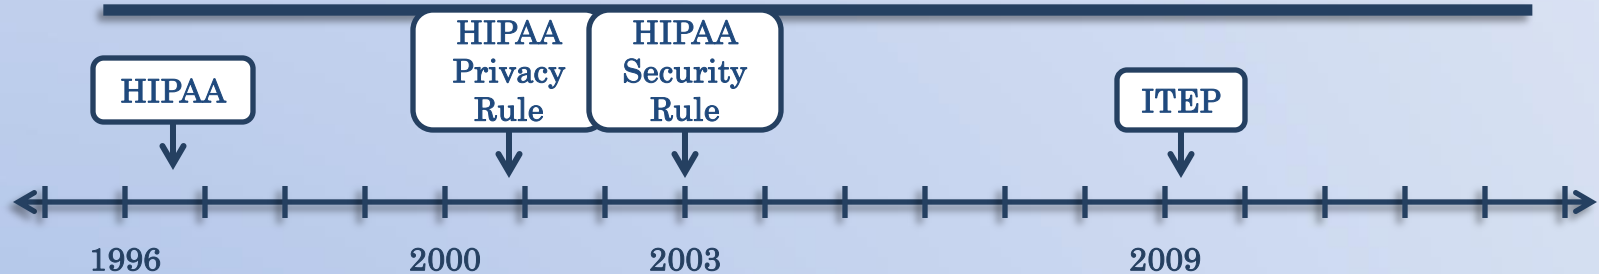 HIPAA
HIPAA
Privacy
Rule
HIPAA
Security
Rule
ITEP
1996
2000
2003
2009